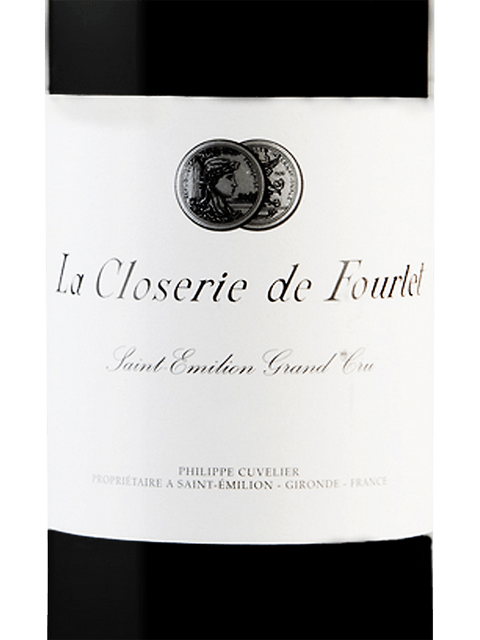 La Closerie de Fourtet
Saint-Emilion Grand Cru
PHILIPPE CUVELIER
PROPRIÉTAIRE A SAINT-ÉMILION - GIRONDE - FRANCE